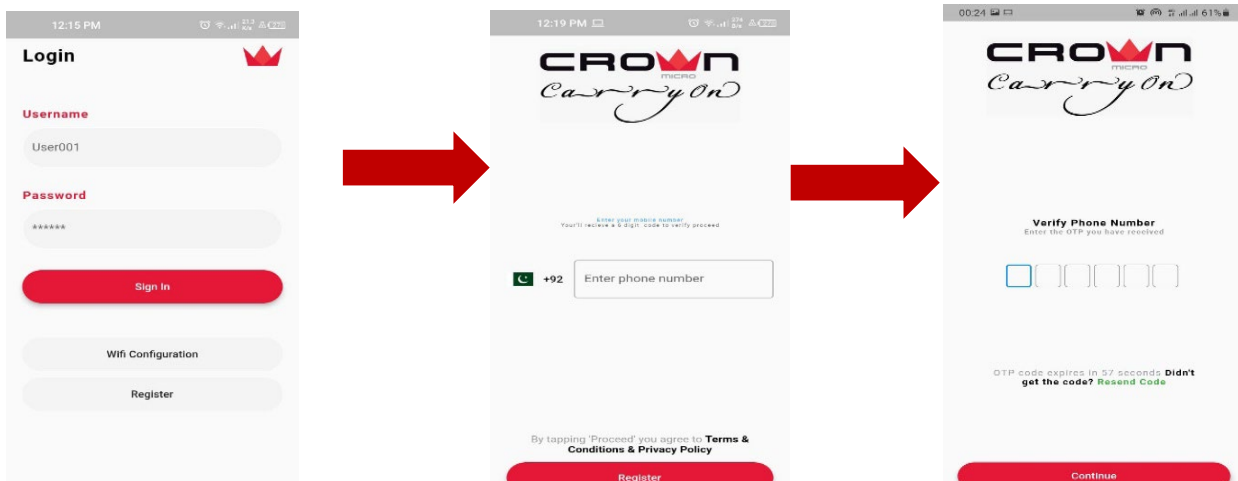 12:15 PM
Login
Username
User001
Password
******
Sign In
Wifi Configuration
Register
12:19 PM
CROWN
MICRO
Carry On
Enter your mobile number
Your'll recieve a 6 digit code to verify proceed
+92 Enter phone number
By tapping 'Proceed' you agree to Terms &
Conditions & Privacy Policy
Register
00:24 61%
CROWN
MICRO
Carry On
Verify Phone Number
Enter the OTP you have received
OTP code expires in 57 seconds Didn't
get the code? Resend Code
Continue